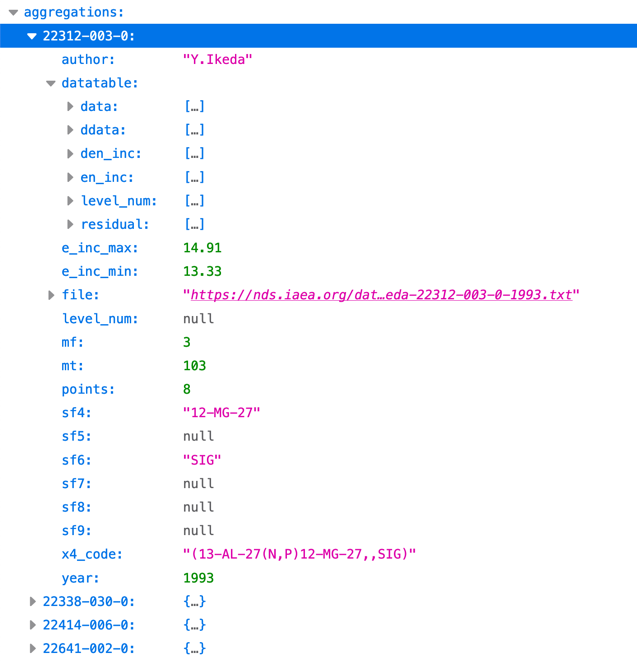 aggregations:
22312-003-0:
author: "Y.Ikeda"
datatable:
data: […]
ddata: […]
den_inc: […]
en_inc: […]
level_num: […]
residual: […]
e_inc_max: 14.91
e_inc_min: 13.33
file: "https://nds.iaea.org/dat…eda-22312-003-0-1993.txt"
level_num: null
mf: 3
mt: 103
points: 8
sf4: "12-MG-27"
sf5: null
sf6: "SIG"
sf7: null
sf8: null
sf9: null
x4_code: "(13-AL-27(N,P)12-MG-27,,SIG)"
year: 1993
22338-030-0: {…}
22414-006-0: {…}
22641-002-0: {…}